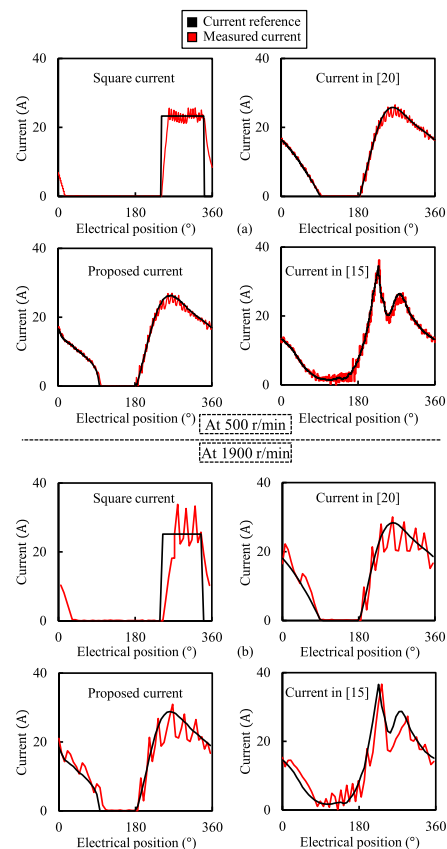 Current reference
Measured current
Square current
Current (A)
40
20
0
0
180
360
Electrical position (°)
Current in [20]
Current (A)
40
20
0
0
180
360
Electrical position (°)
(a)
Proposed current
Current (A)
40
20
0
0
180
360
Electrical position (°)
Current in [15]
Current (A)
40
20
0
0
180
360
Electrical position (°)
At 500 r/min
At 1900 r/min
Square current
Current (A)
40
20
0
0
180
360
Electrical position (°)
Current in [20]
Current (A)
40
20
0
0
180
360
Electrical position (°)
(b)
Proposed current
Current (A)
40
20
0
0
180
360
Electrical position (°)
Current in [15]
Current (A)
40
20
0
0
180
360
Electrical position (°)